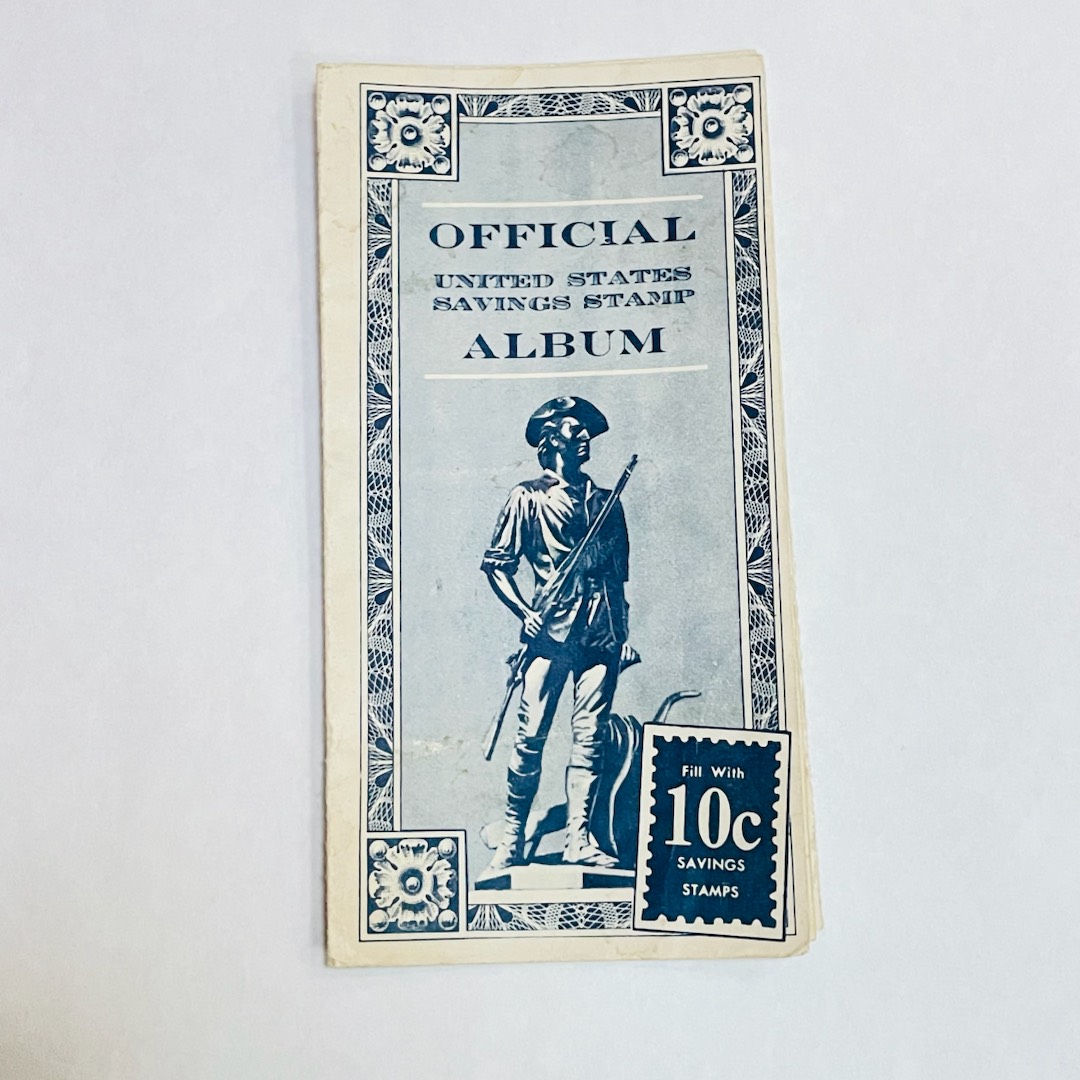 OFFICIAL
UNITED STATES
SAVINGS STAMP
ALBUM
Fill With
10c
SAVINGS
STAMPS